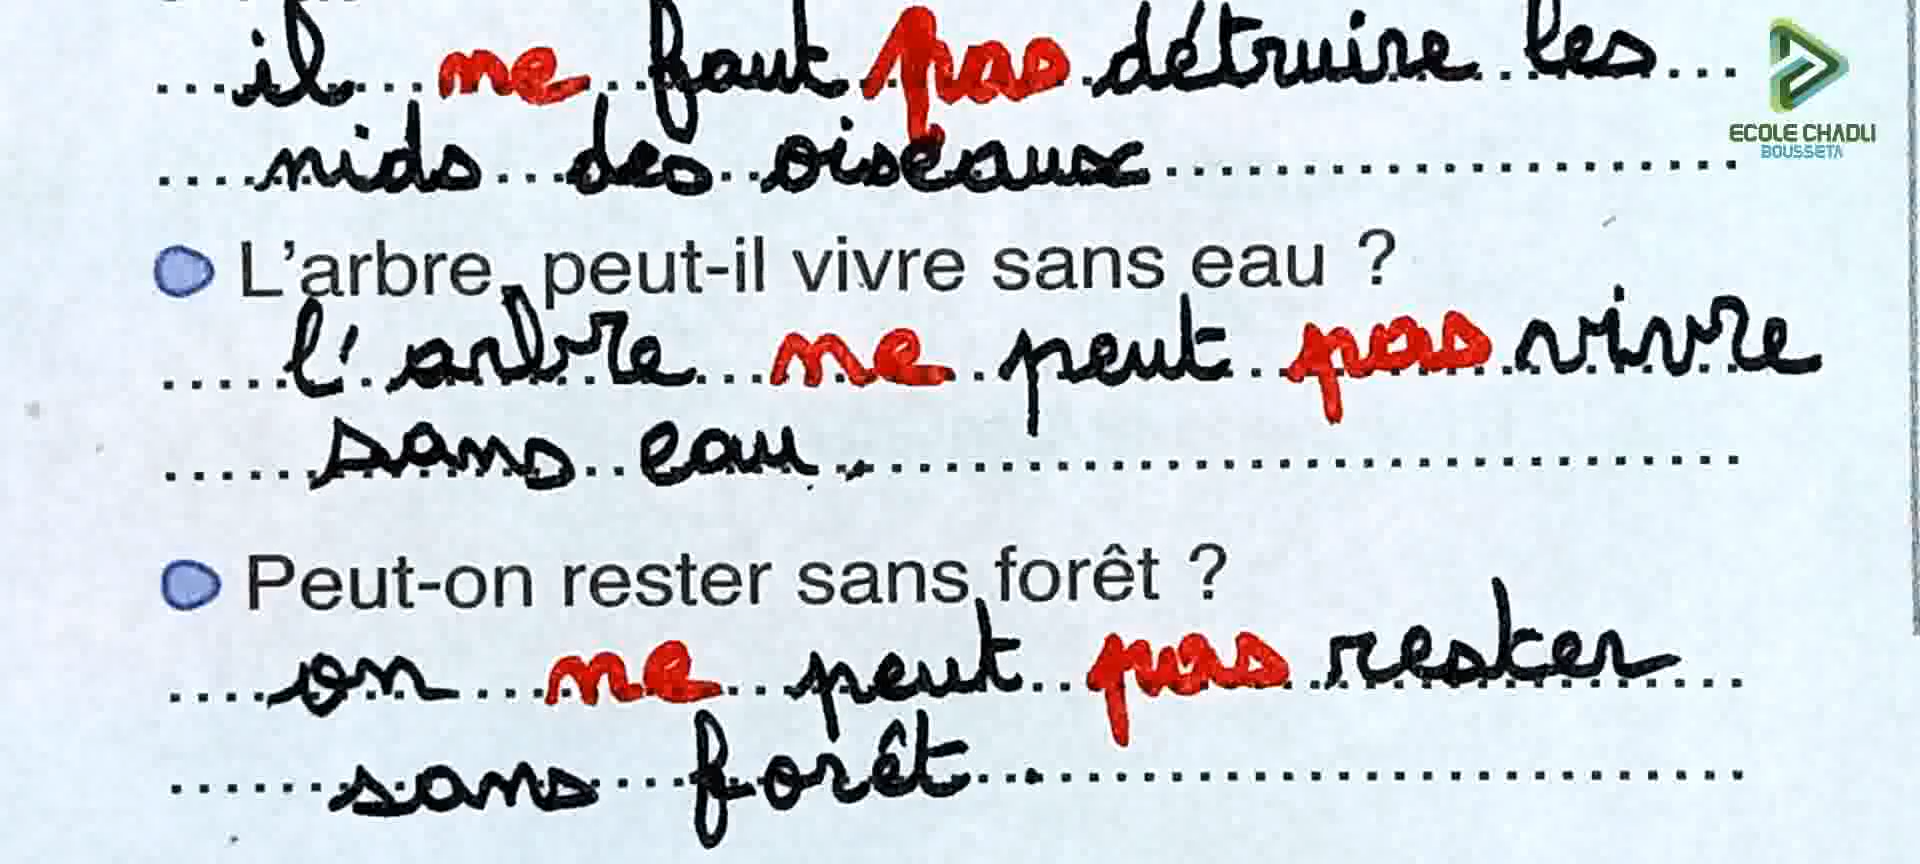 il ne faut pas détruire les
nids des oiseaux
ECOLE CHADLI
BOUSSETA
L'arbre, peut-il vivre sans eau ?
l'arbre ne peut pas vivre
sans eau.
Peut-on rester sans forêt ?
on ne peut pas rester
sans forêt.